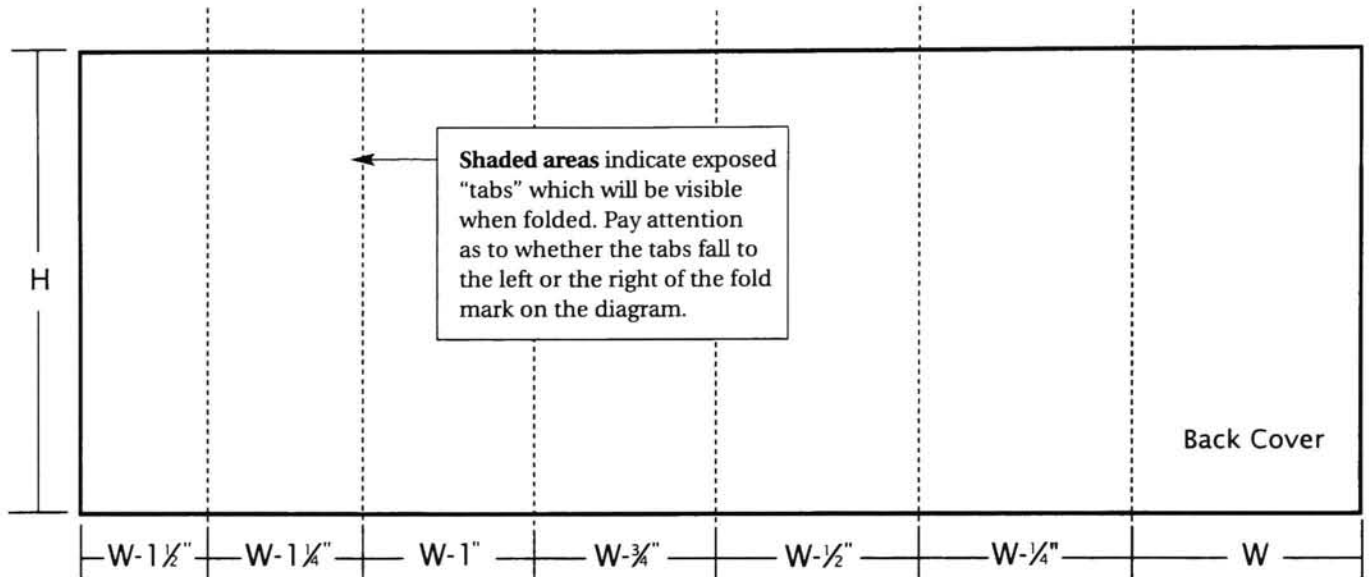 Shaded areas indicate exposed
“tabs” which will be visible
when folded. Pay attention
as to whether the tabs fall to
the left or the right of the fold
mark on the diagram.
H
Back Cover
W-1½" W-1¼" W-1" W-¾" W-½" W-¼" W